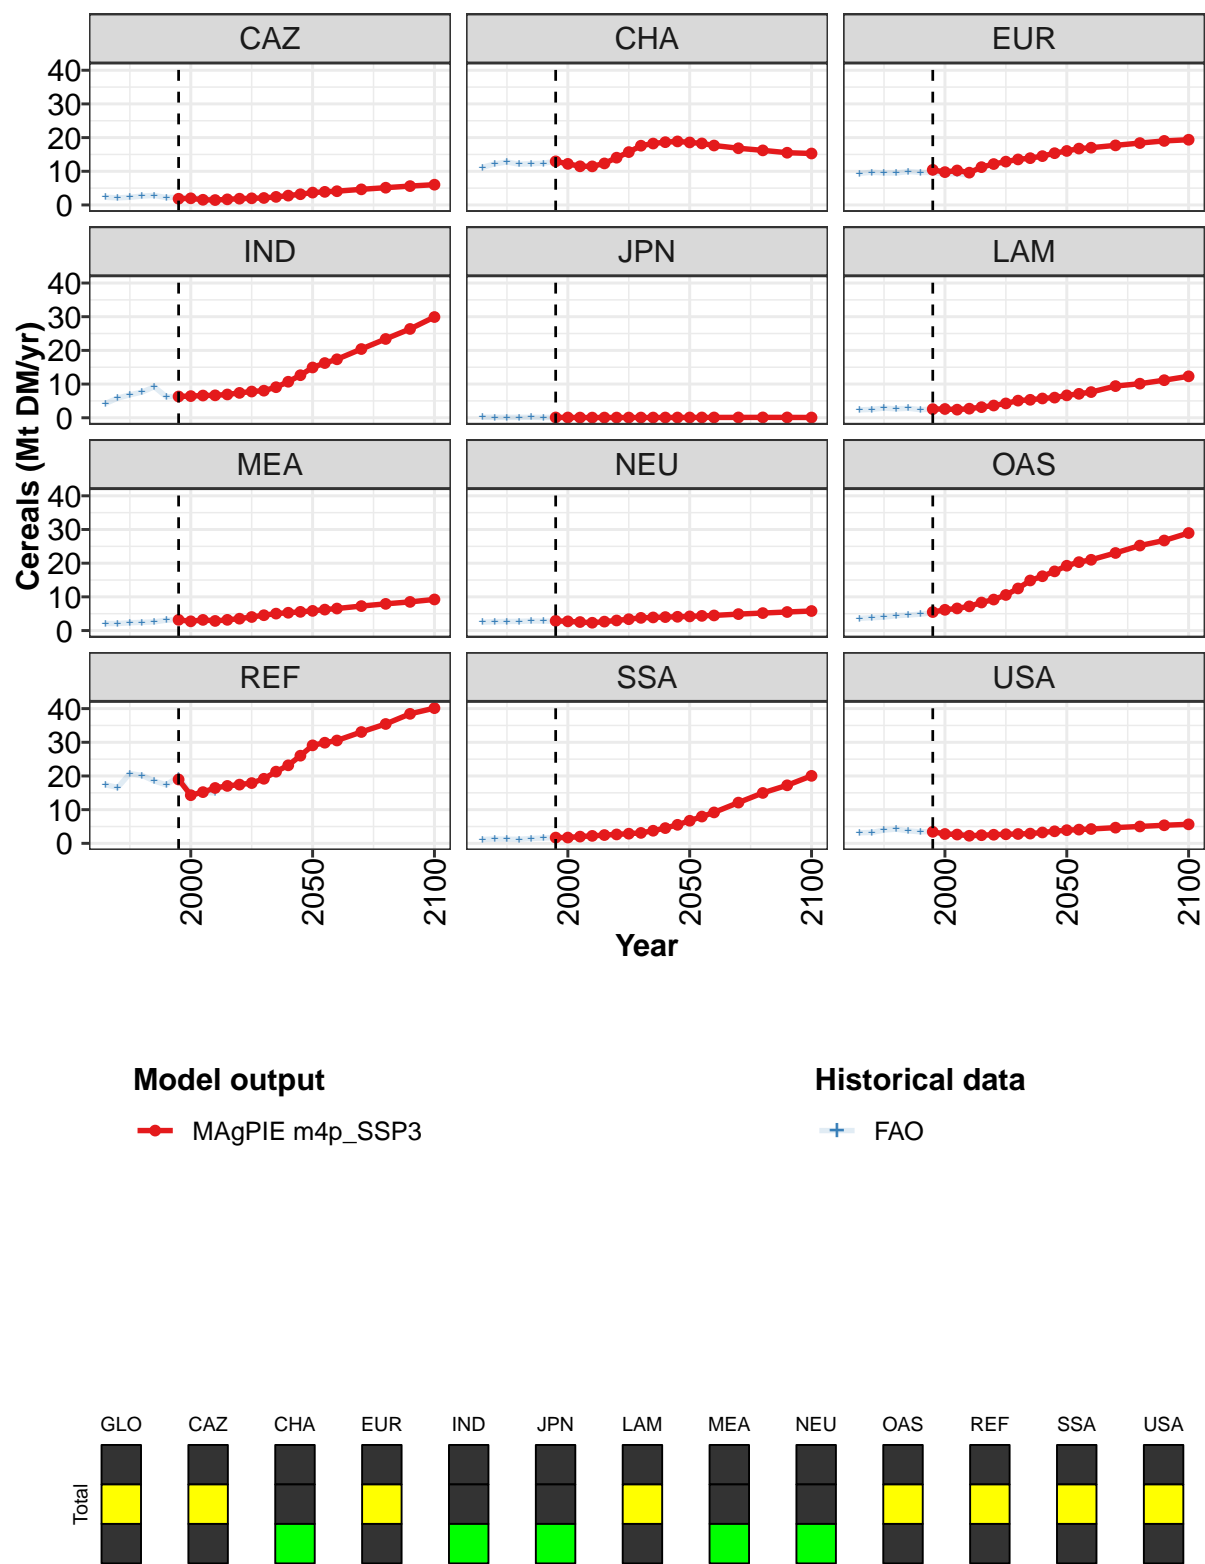 CAZ CHA EUR
40
30
20
10
0
IND JPN LAM
40
30
20
10
0
MEA NEU OAS
40
30
20
10
0
REF SSA USA
40
30
20
10
0
Cereals (Mt DM/yr)
2000 2050 2100 2000 2050 2100 2000 2050 2100
Year
Model output Historical data
MAgPIE m4p_SSP3 FAO
GLO CAZ CHA EUR IND JPN LAM MEA NEU OAS REF SSA USA
Total